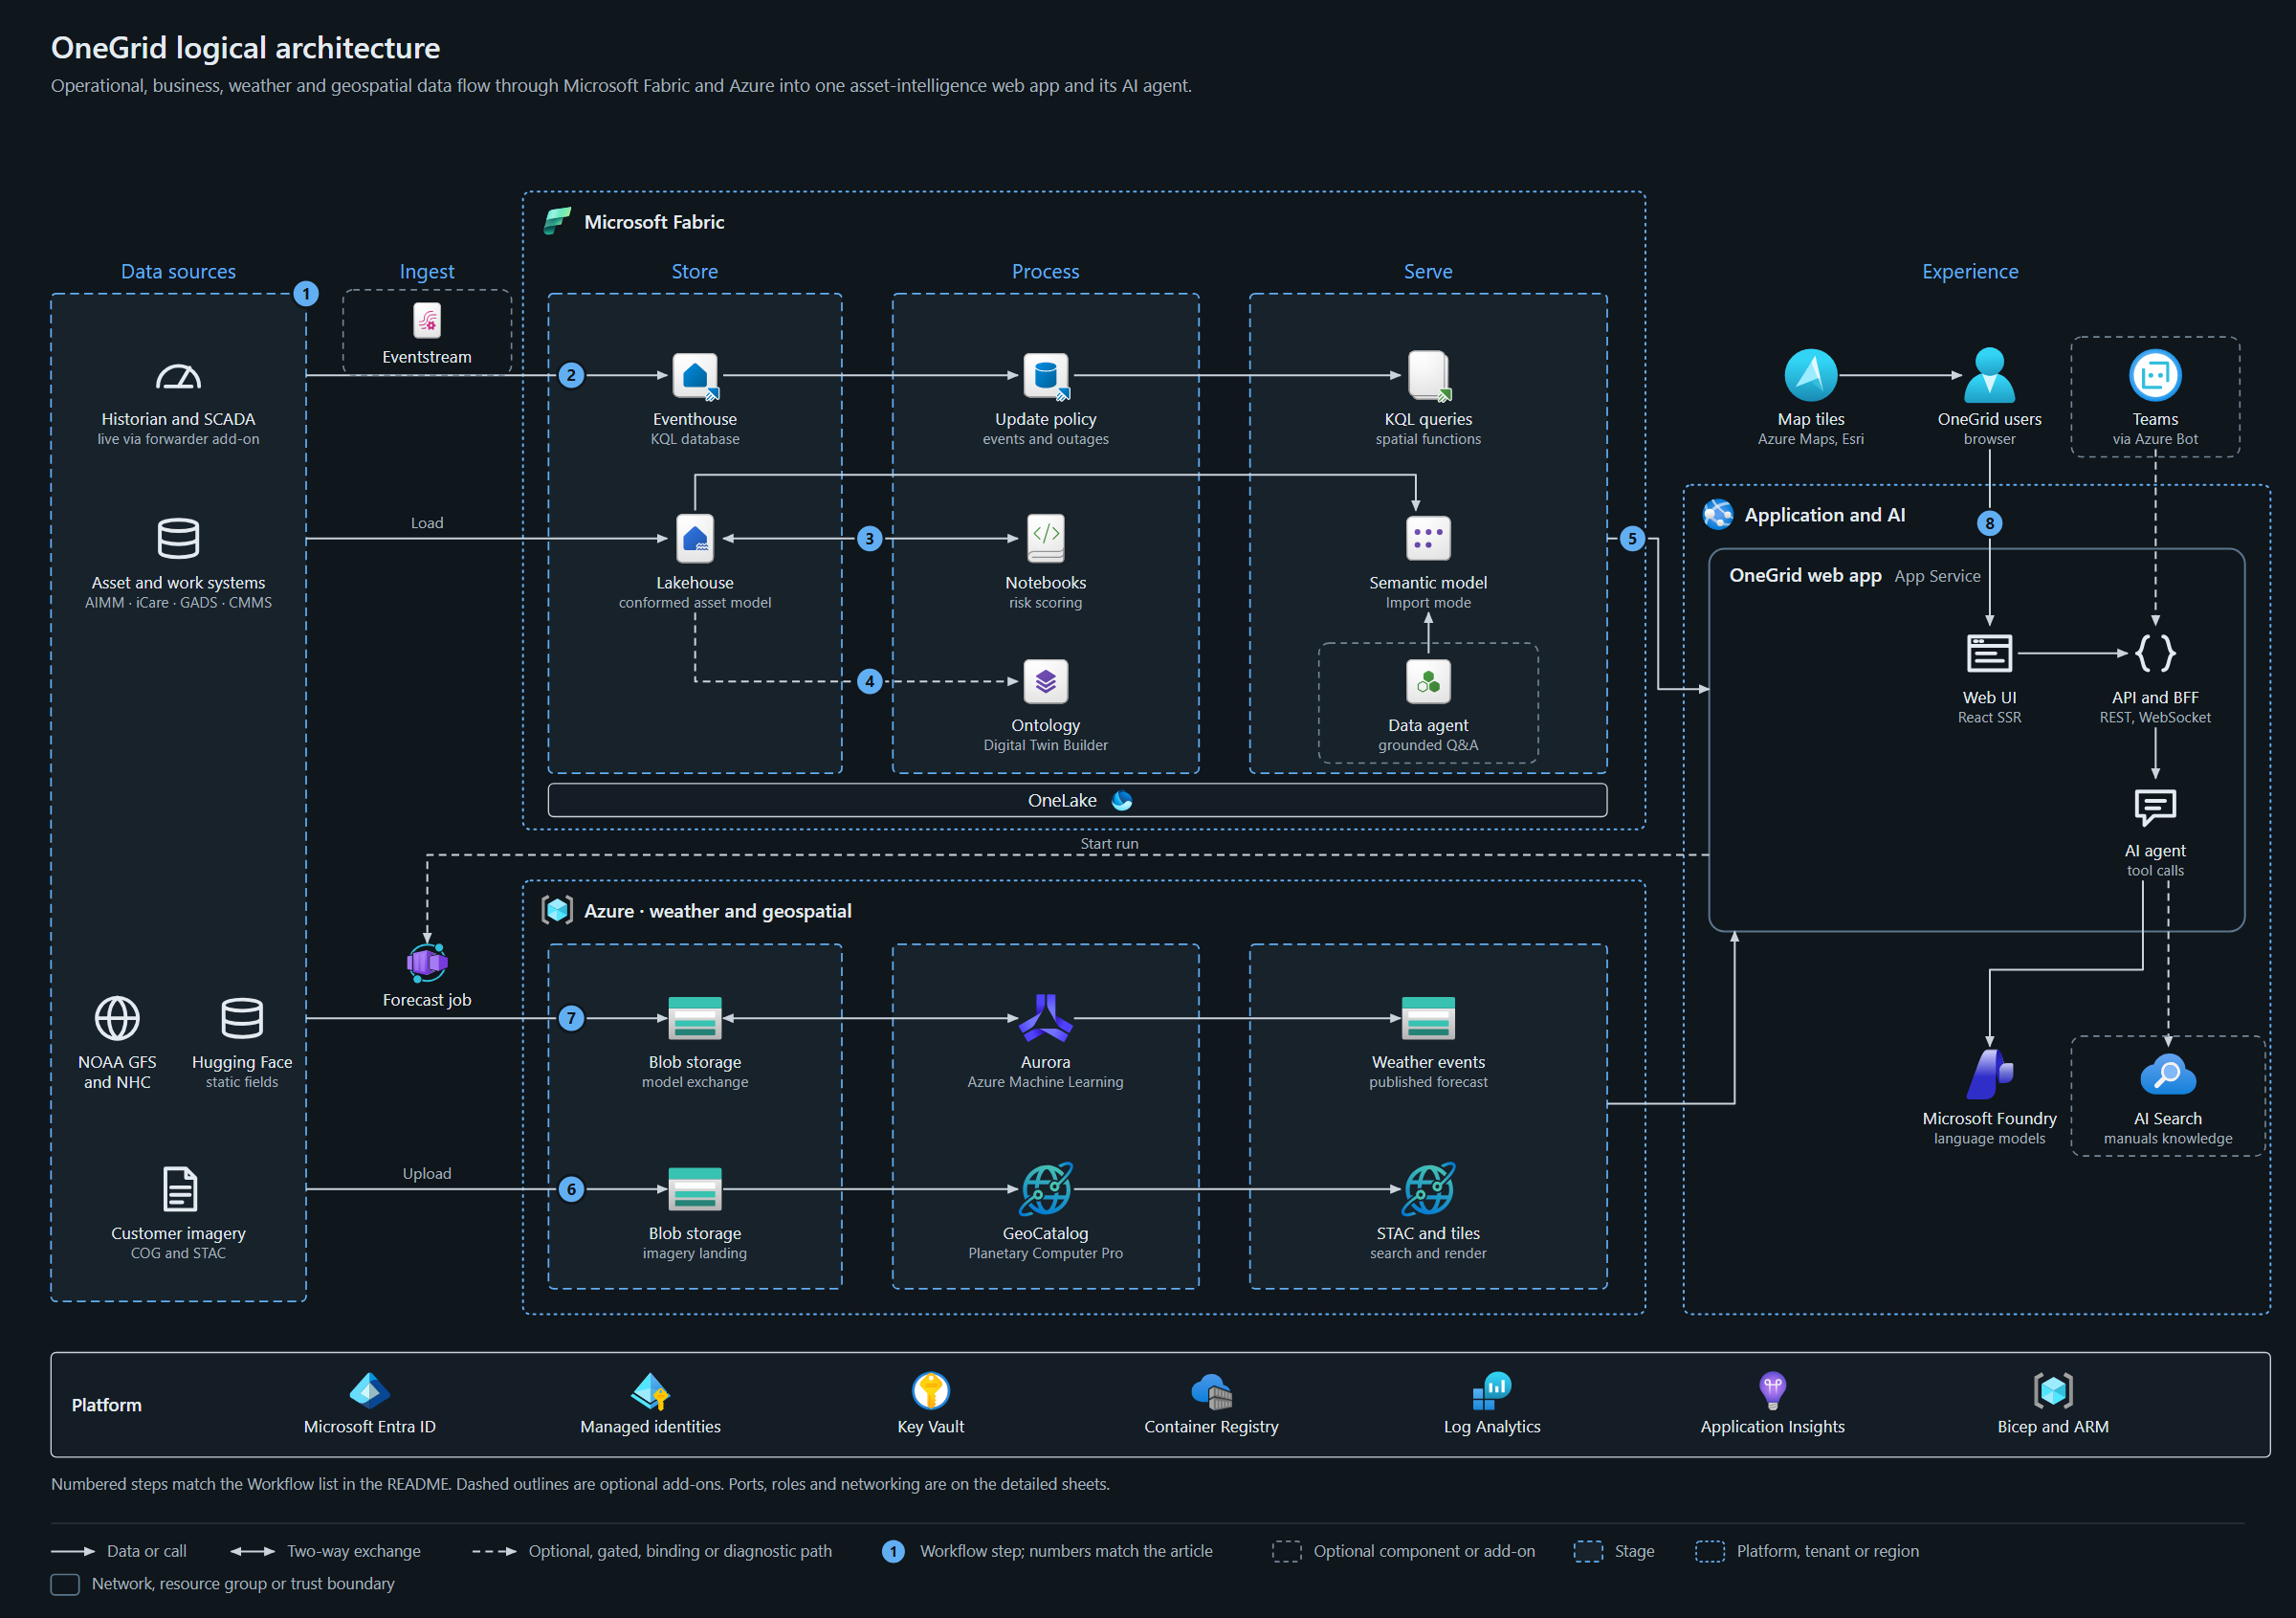 OneGrid logical architecture
Operational, business, weather and geospatial data flow through Microsoft Fabric and Azure into one asset-intelligence web app and its AI agent.
Microsoft Fabric
Data sources
Ingest
Store
Process
Serve
Experience
1
Eventstream
Historian and SCADA
live via forwarder add-on
2
Eventhouse
KQL database
Update policy
events and outages
KQL queries
spatial functions
Map tiles
Azure Maps, Esri
OneGrid users
browser
Teams
via Azure Bot
Asset and work systems
AIMM · iCare · GADS · CMMS
Load
Lakehouse
conformed asset model
3
Notebooks
risk scoring
Semantic model
Import mode
5
4
Ontology
Digital Twin Builder
Data agent
grounded Q&A
OneLake
Application and AI
8
OneGrid web app
App Service
Web UI
React SSR
API and BFF
REST, WebSocket
AI agent
tool calls
Start run
Azure · weather and geospatial
Forecast job
NOAA GFS
and NHC
Hugging Face
static fields
7
Blob storage
model exchange
Aurora
Azure Machine Learning
Weather events
published forecast
Microsoft Foundry
language models
AI Search
manuals knowledge
Customer imagery
COG and STAC
Upload
6
Blob storage
imagery landing
GeoCatalog
Planetary Computer Pro
STAC and tiles
search and render
Platform
Microsoft Entra ID
Managed identities
Key Vault
Container Registry
Log Analytics
Application Insights
Bicep and ARM
Numbered steps match the Workflow list in the README. Dashed outlines are optional add-ons. Ports, roles and networking are on the detailed sheets.
Data or call
Two-way exchange
Optional, gated, binding or diagnostic path
1
Workflow step; numbers match the article
Optional component or add-on
Stage
Platform, tenant or region
Network, resource group or trust boundary